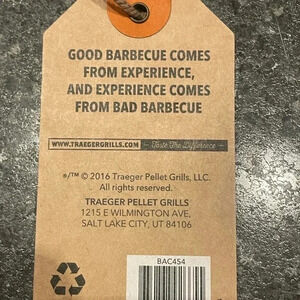 GOOD BARBECUE COMES
FROM EXPERIENCE,
AND EXPERIENCE COMES
FROM BAD BARBECUE
WWW.TRAEGERGRILLS.COM — Taste The Difference —
®/™ © 2016 Traeger Pellet Grills, LLC.
All rights reserved.
TRAEGER PELLET GRILLS
1215 E WILMINGTON AVE,
SALT LAKE CITY, UT 84106
BAC454